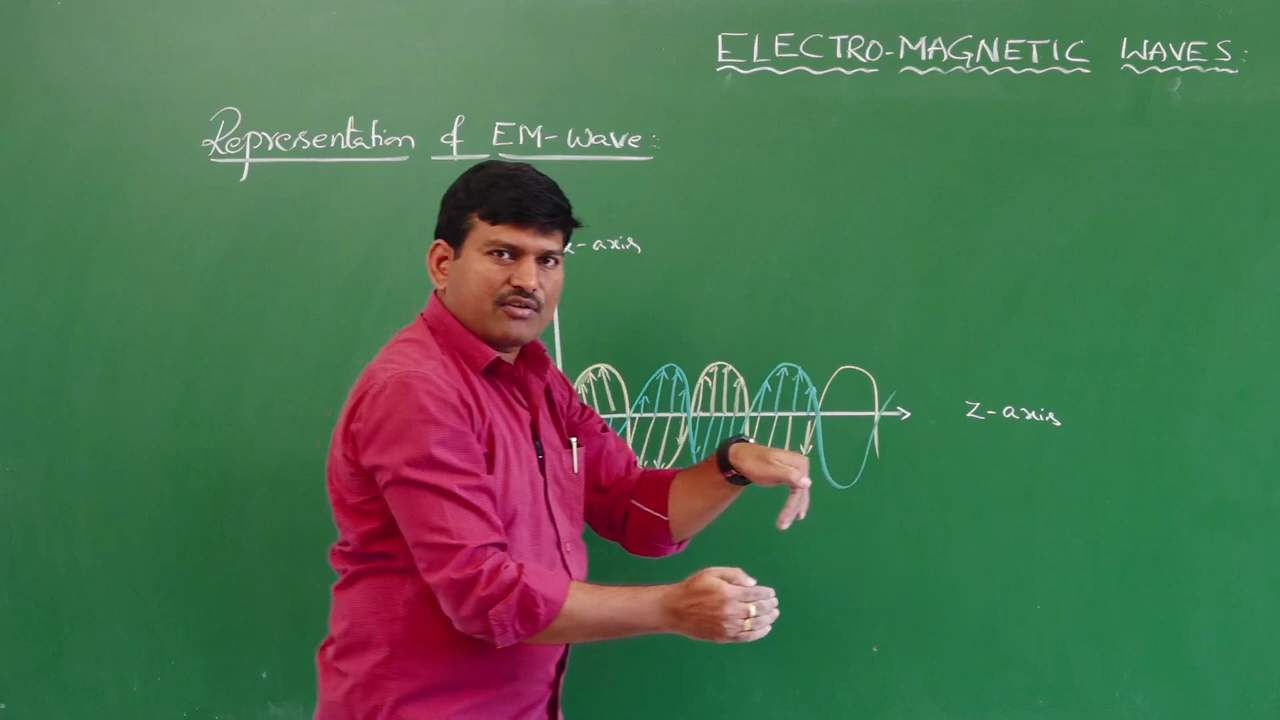 ELECTRO-MAGNETIC WAVES:
Representation of EM-Wave:
x-axis
Z-axis